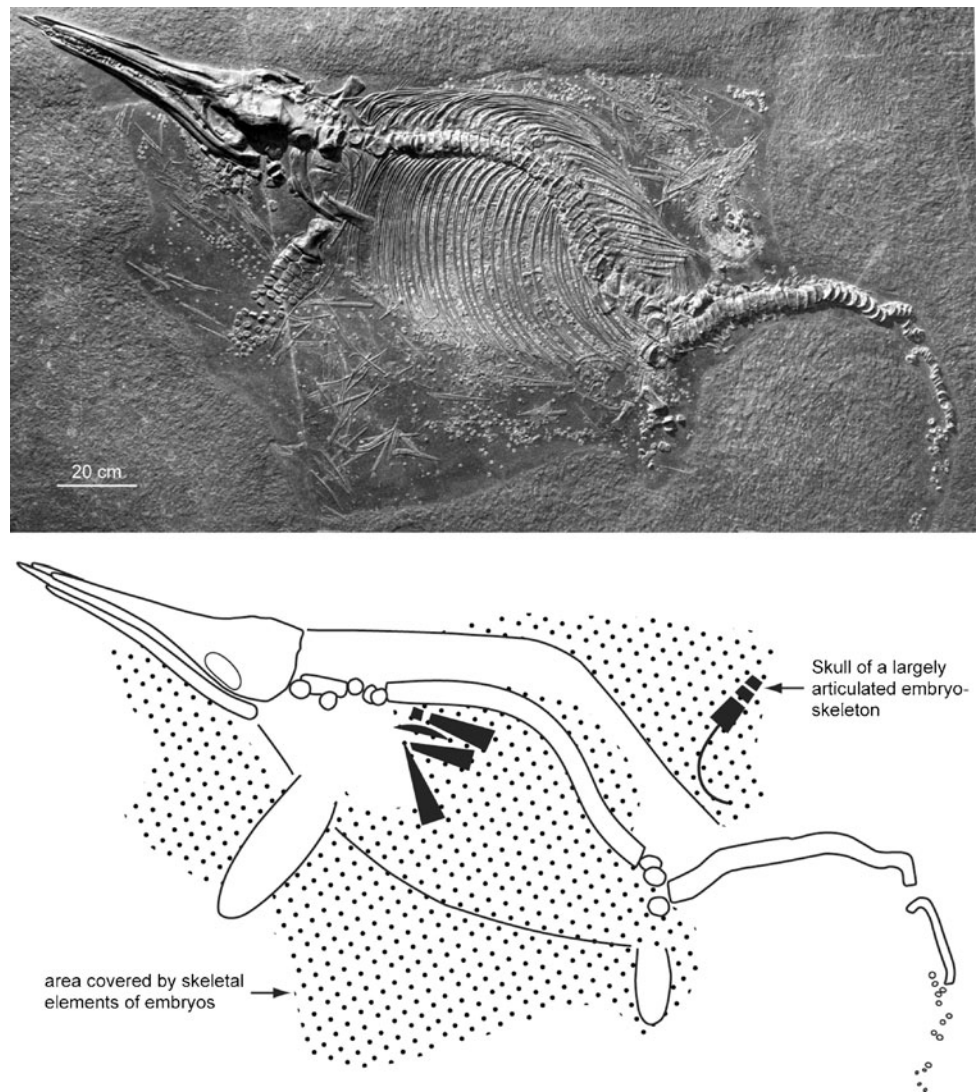 20 cm
Skull of a largely
articulated embryo-
skeleton
area covered by skeletal
elements of embryos